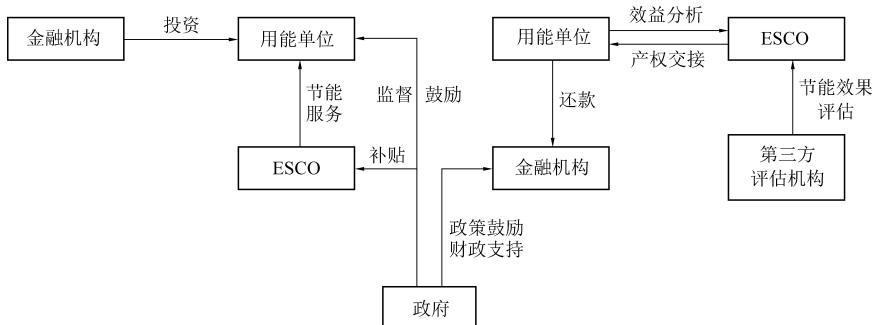 金融机构
投资
用能单位
用能单位
效益分析
产权交接
ESCO
节能
服务
监督
鼓励
还款
节能效果
评估
ESCO
补贴
金融机构
第三方
评估机构
政策鼓励
财政支持
政府